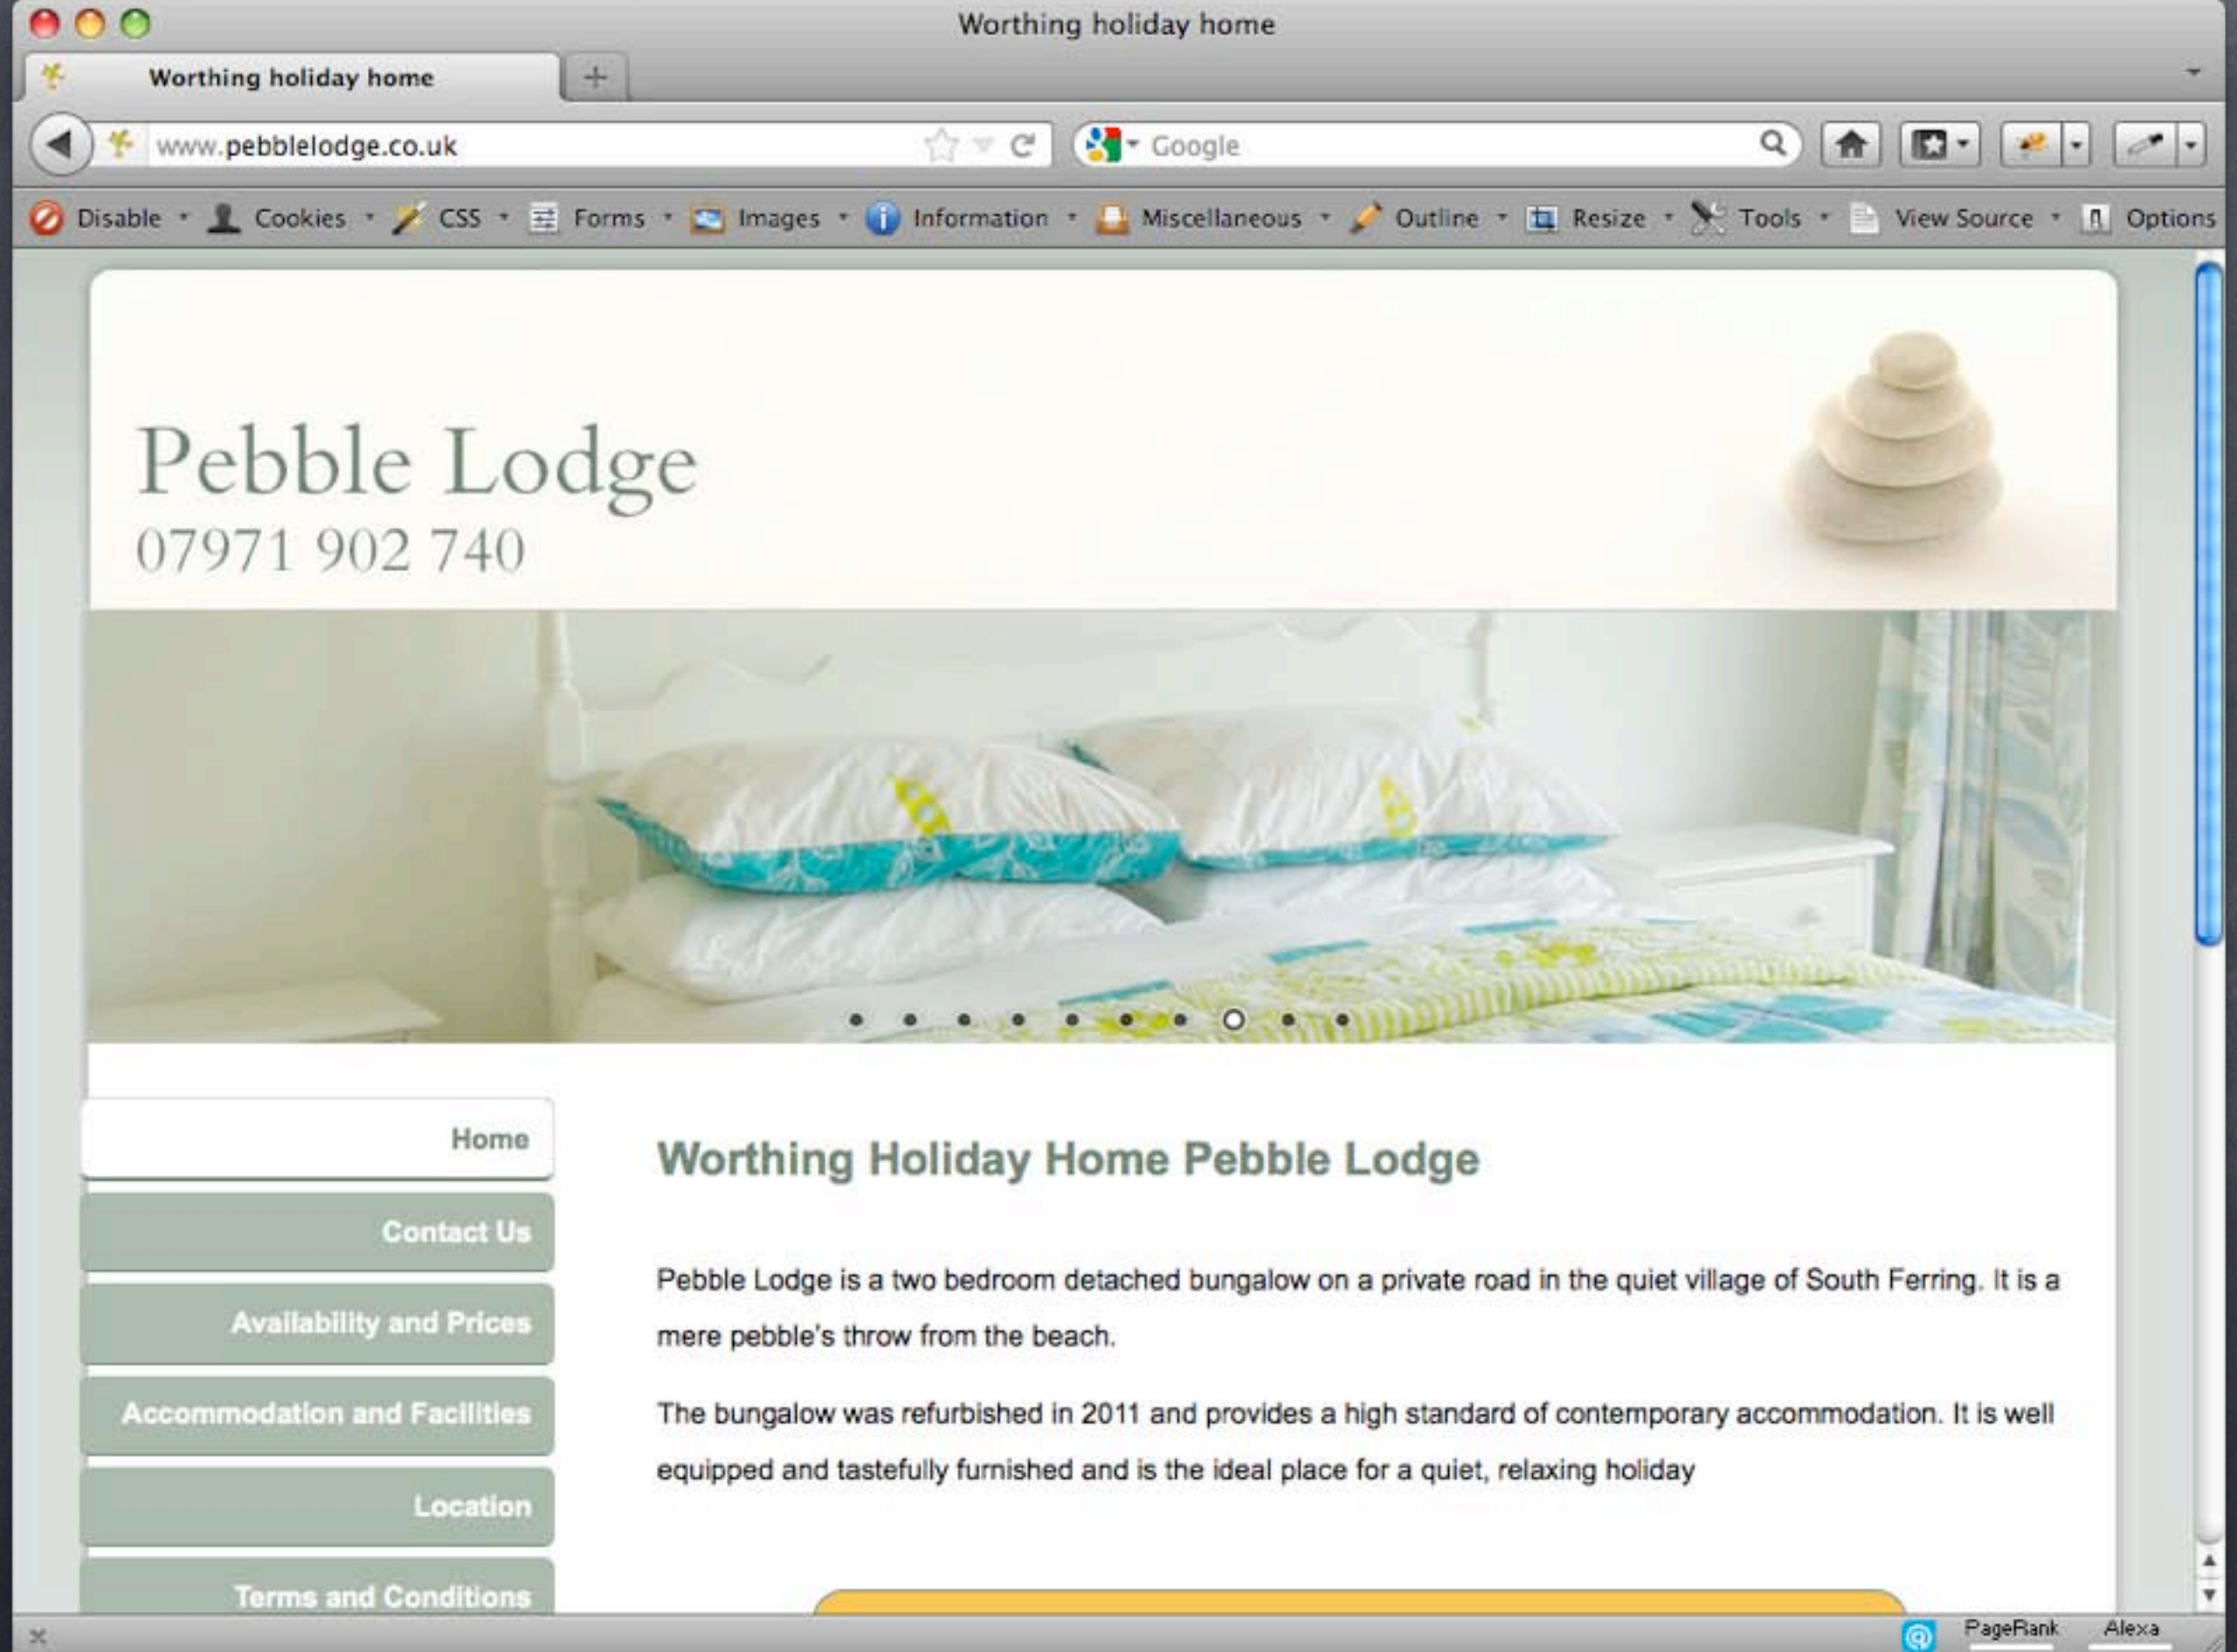 Worthing holiday home
Worthing holiday home
www.pebblelodge.co.uk
Google
Disable Cookies CSS Forms Images Information Miscellaneous Outline Resize Tools View Source Options
Pebble Lodge
07971 902 740
Home
Contact Us
Availability and Prices
Accommodation and Facilities
Location
Terms and Conditions
Worthing Holiday Home Pebble Lodge
Pebble Lodge is a two bedroom detached bungalow on a private road in the quiet village of South Ferring. It is a
mere pebble's throw from the beach.
The bungalow was refurbished in 2011 and provides a high standard of contemporary accommodation. It is well
equipped and tastefully furnished and is the ideal place for a quiet, relaxing holiday
PageRank Alexa